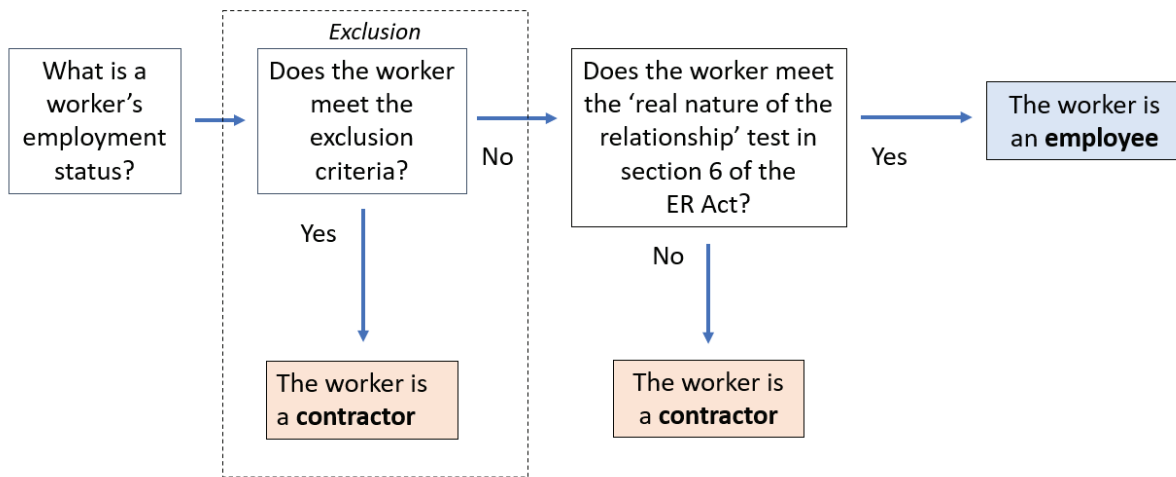 Exclusion
What is a
worker’s
employment
status?
Does the worker
meet the
exclusion
criteria?
No
Yes
Does the worker meet
the ‘real nature of the
relationship’ test in
section 6 of the
ER Act?
Yes
No
The worker is
an employee
The worker is
a contractor
The worker is
a contractor